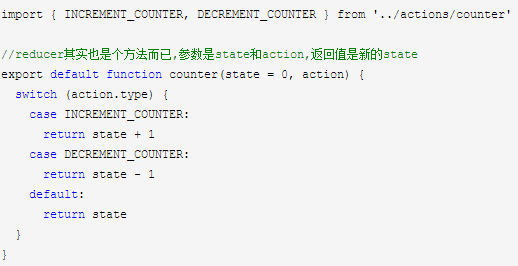 import { INCREMENT_COUNTER, DECREMENT_COUNTER } from '../actions/counter'
//reducer其实也是个方法而已,参数是state和action,返回值是新的state
export default function counter(state = 0, action) {
  switch (action.type) {
    case INCREMENT_COUNTER:
      return state + 1
    case DECREMENT_COUNTER:
      return state - 1
    default:
      return state
  }
}